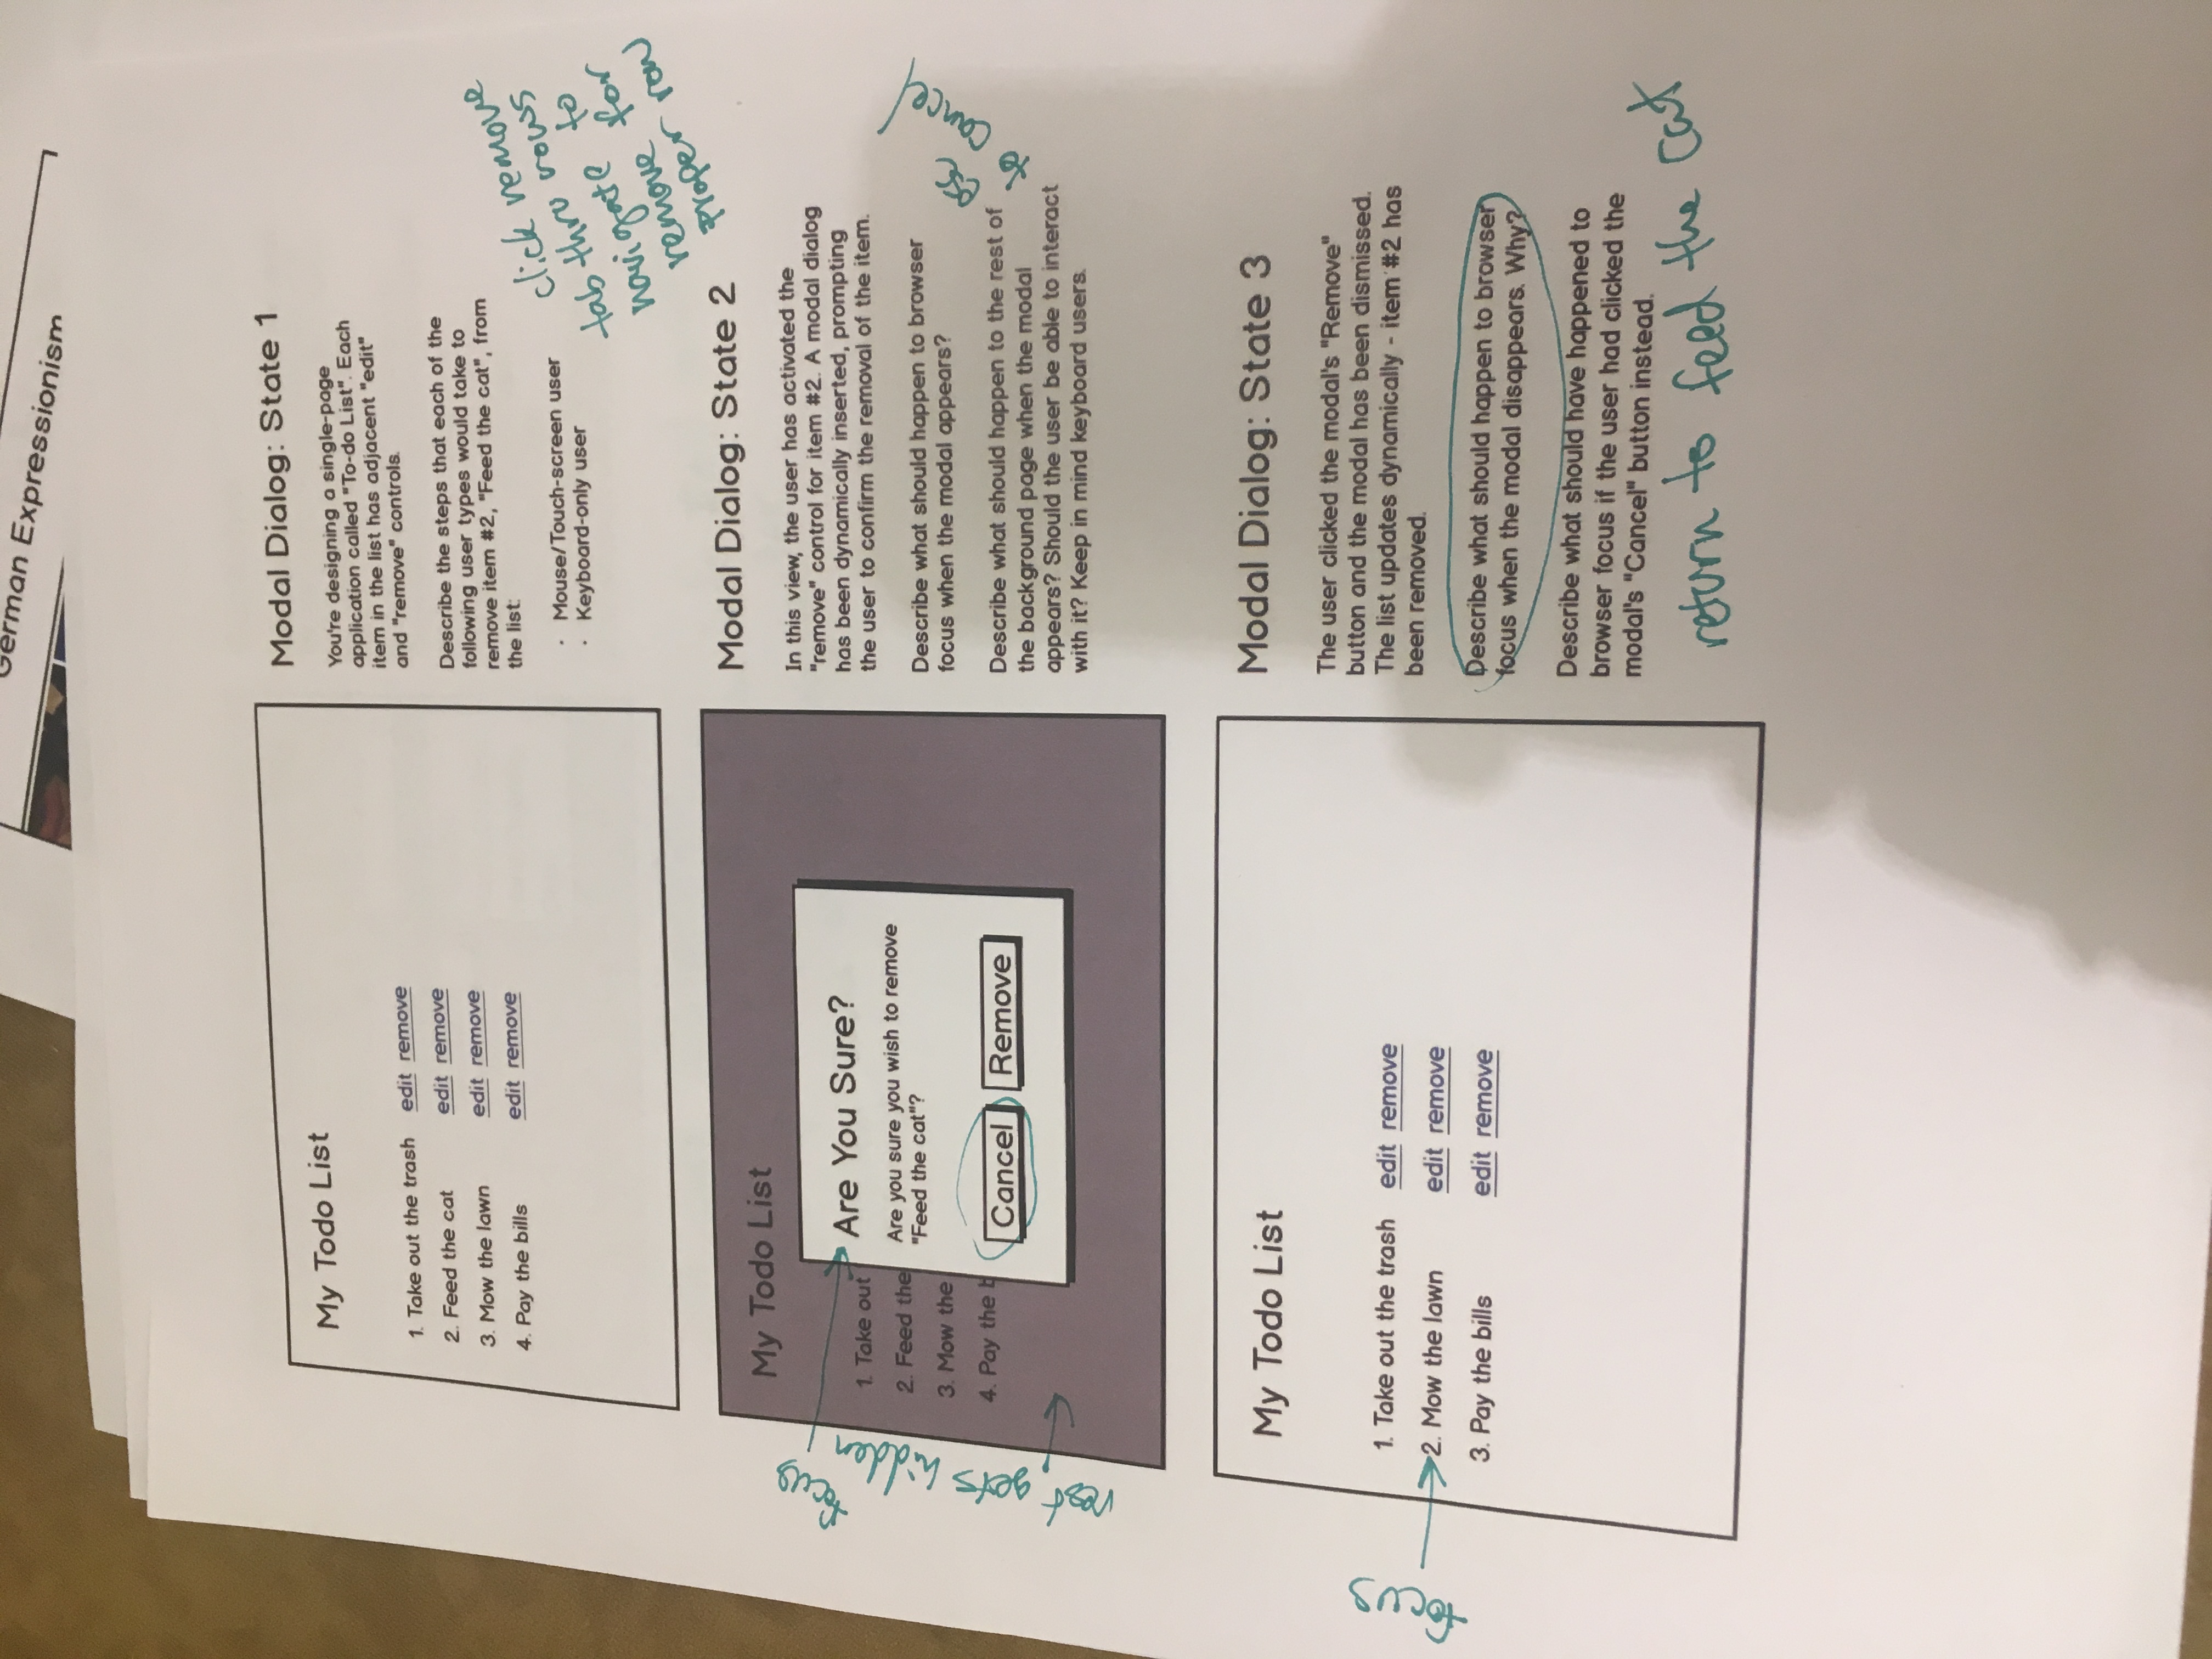 German Expressionism
My Todo List
1. Take out the trash edit remove
2. Feed the cat edit remove
3. Mow the lawn edit remove
4. Pay the bills edit remove
Modal Dialog: State 1
You're designing a single-page
application called "To-do List". Each
item in the list has adjacent "edit"
and "remove" controls.
Describe the steps that each of the
following user types would take to
remove item #2, "Feed the cat", from
the list:
· Mouse/Touch-screen user
· Keyboard-only user
click remove
tab thru rows
navigate to
remove for
proper row
focus
rest gets hidden
My Todo List
1. Take out
2. Feed the
3. Mow the
4. Pay the b
Are You Sure?
Are you sure you wish to remove
"Feed the cat"?
Cancel Remove
Modal Dialog: State 2
In this view, the user has activated the
"remove" control for item #2. A modal dialog
has been dynamically inserted, prompting
the user to confirm the removal of the item.
Describe what should happen to browser
focus when the modal appears?
Describe what should happen to the rest of
the background page when the modal
appears? Should the user be able to interact
with it? Keep in mind keyboard users.
esc
to cancel
focus
My Todo List
1. Take out the trash edit remove
2. Mow the lawn edit remove
3. Pay the bills edit remove
Modal Dialog: State 3
The user clicked the modal's "Remove"
button and the modal has been dismissed.
The list updates dynamically - item #2 has
been removed.
Describe what should happen to browser
focus when the modal disappears. Why?
Describe what should have happened to
browser focus if the user had clicked the
modal's "Cancel" button instead.
return to feed the cat